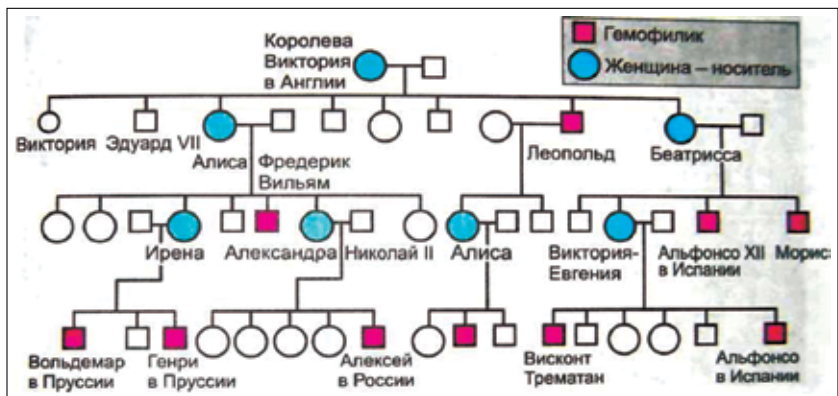 Королева
Виктория
в Англии
Гемофилик
Женщина – носитель
Виктория
Эдуард VII
Алиса
Фредерик
Вильям
Леопольд
Беатрисса
Ирена
Александра
Николай II
Алиса
Виктория-
Евгения
Альфонсо XII
в Испании
Морис
Вольдемар
в Пруссии
Генри
в Пруссии
Алексей
в России
Висконт
Трематан
Альфонсо
в Испании